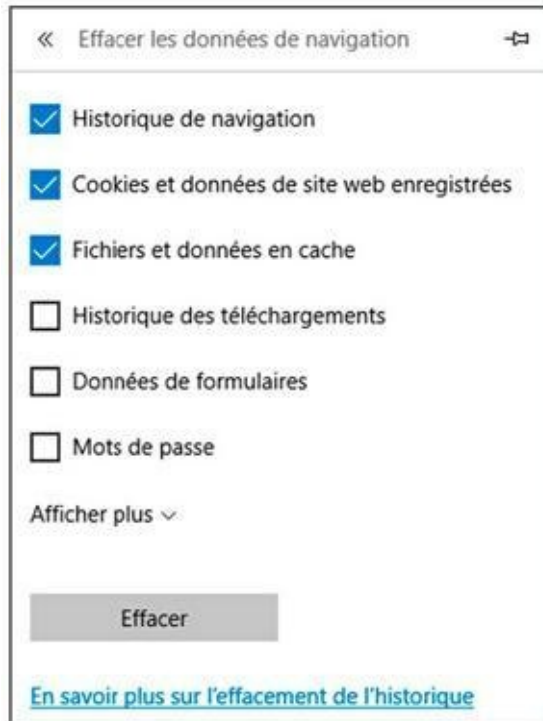 Effacer les données de navigation
Historique de navigation
Cookies et données de site web enregistrées
Fichiers et données en cache
Historique des téléchargements
Données de formulaires
Mots de passe
Afficher plus
Effacer
En savoir plus sur l'effacement de l'historique